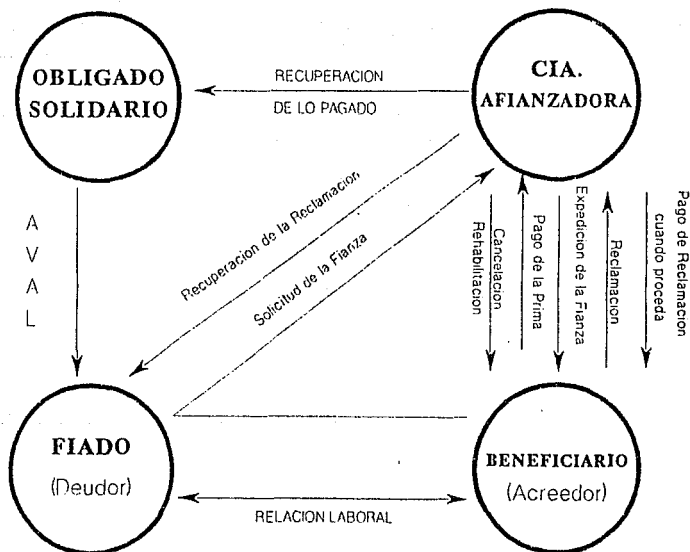 OBLIGADO
SOLIDARIO
RECUPERACION
DE LO PAGADO
CIA.
AFIANZADORA
A
V
A
L
Recuperacion de la Reclamacion
Solicitud de la Fianza
Cancelacion
Rehabilitacion
Pago de la Prima
Expedicion de la Fianza
Reclamacion
Pago de Reclamacion
cuando proceda
FIADO
(Deudor)
RELACION LABORAL
BENEFICIARIO
(Acreedor)